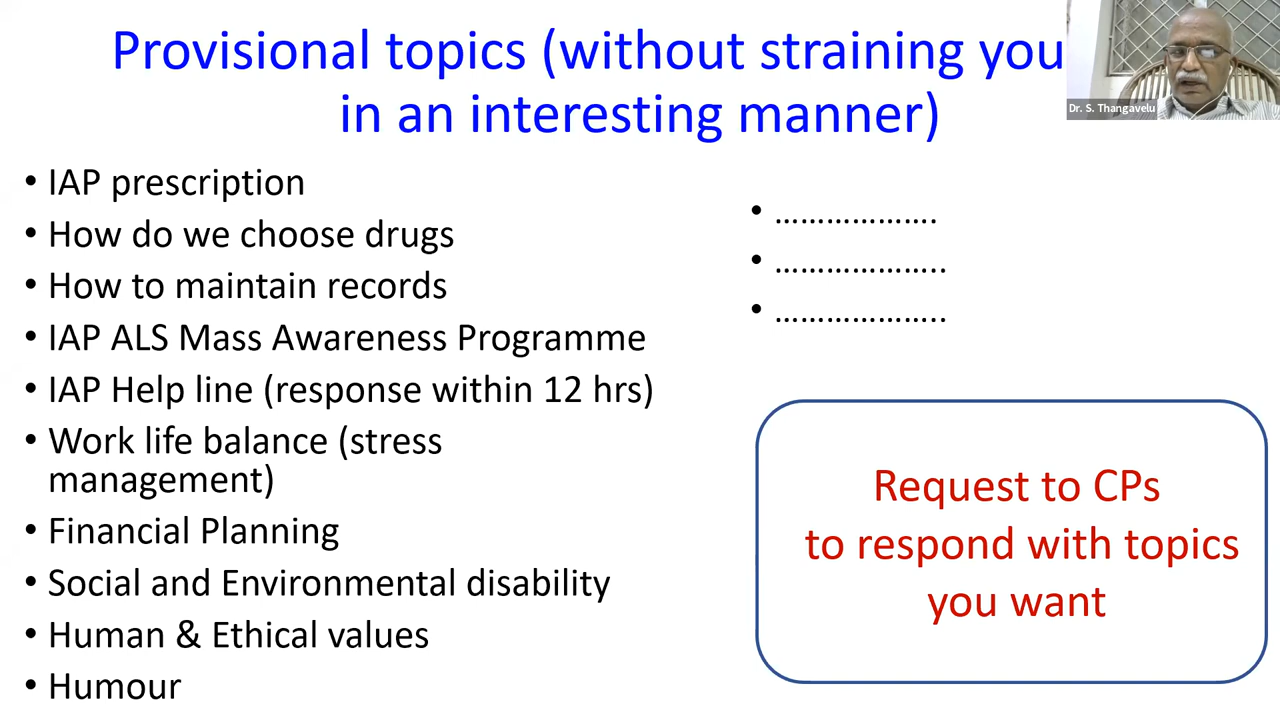 Provisional topics (without straining you
in an interesting manner)
Dr. S. Thangavelu
• IAP prescription
• How do we choose drugs
• How to maintain records
• IAP ALS Mass Awareness Programme
• IAP Help line (response within 12 hrs)
• Work life balance (stress
management)
• Financial Planning
• Social and Environmental disability
• Human & Ethical values
• Humour
• ……………….
• ………………..
• ………………..
Request to CPs
to respond with topics
you want